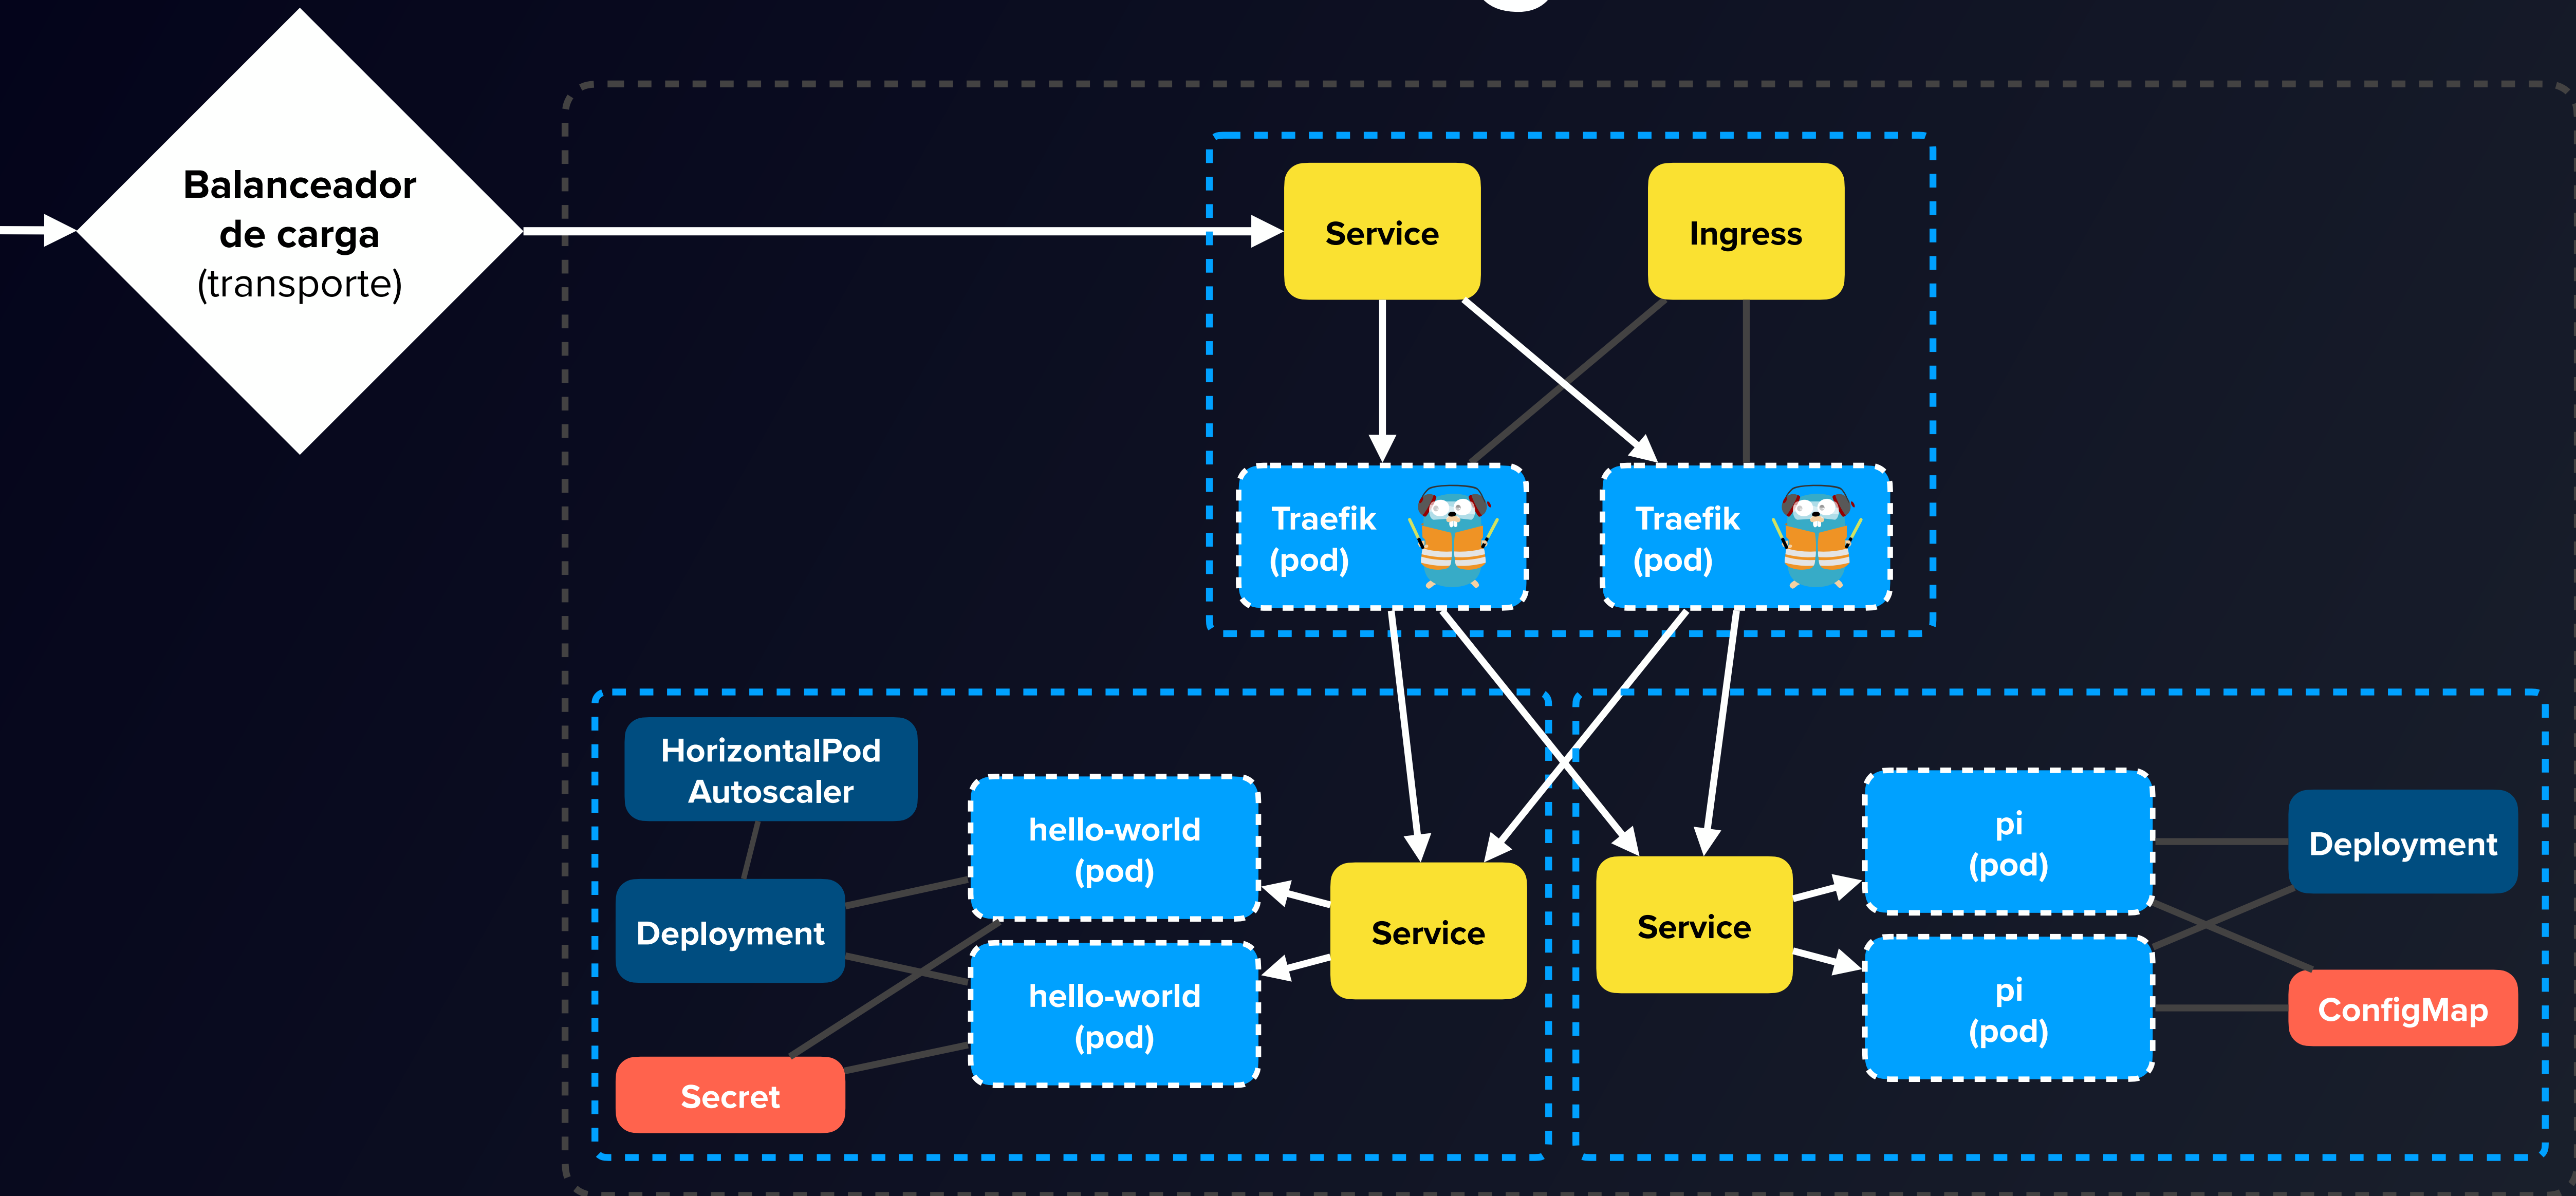 Balanceador
de carga
(transporte)
Service
Ingress
Traefik
(pod)
Traefik
(pod)
HorizontalPod
Autoscaler
Deployment
Secret
hello-world
(pod)
hello-world
(pod)
Service
Service
pi
(pod)
pi
(pod)
Deployment
ConfigMap